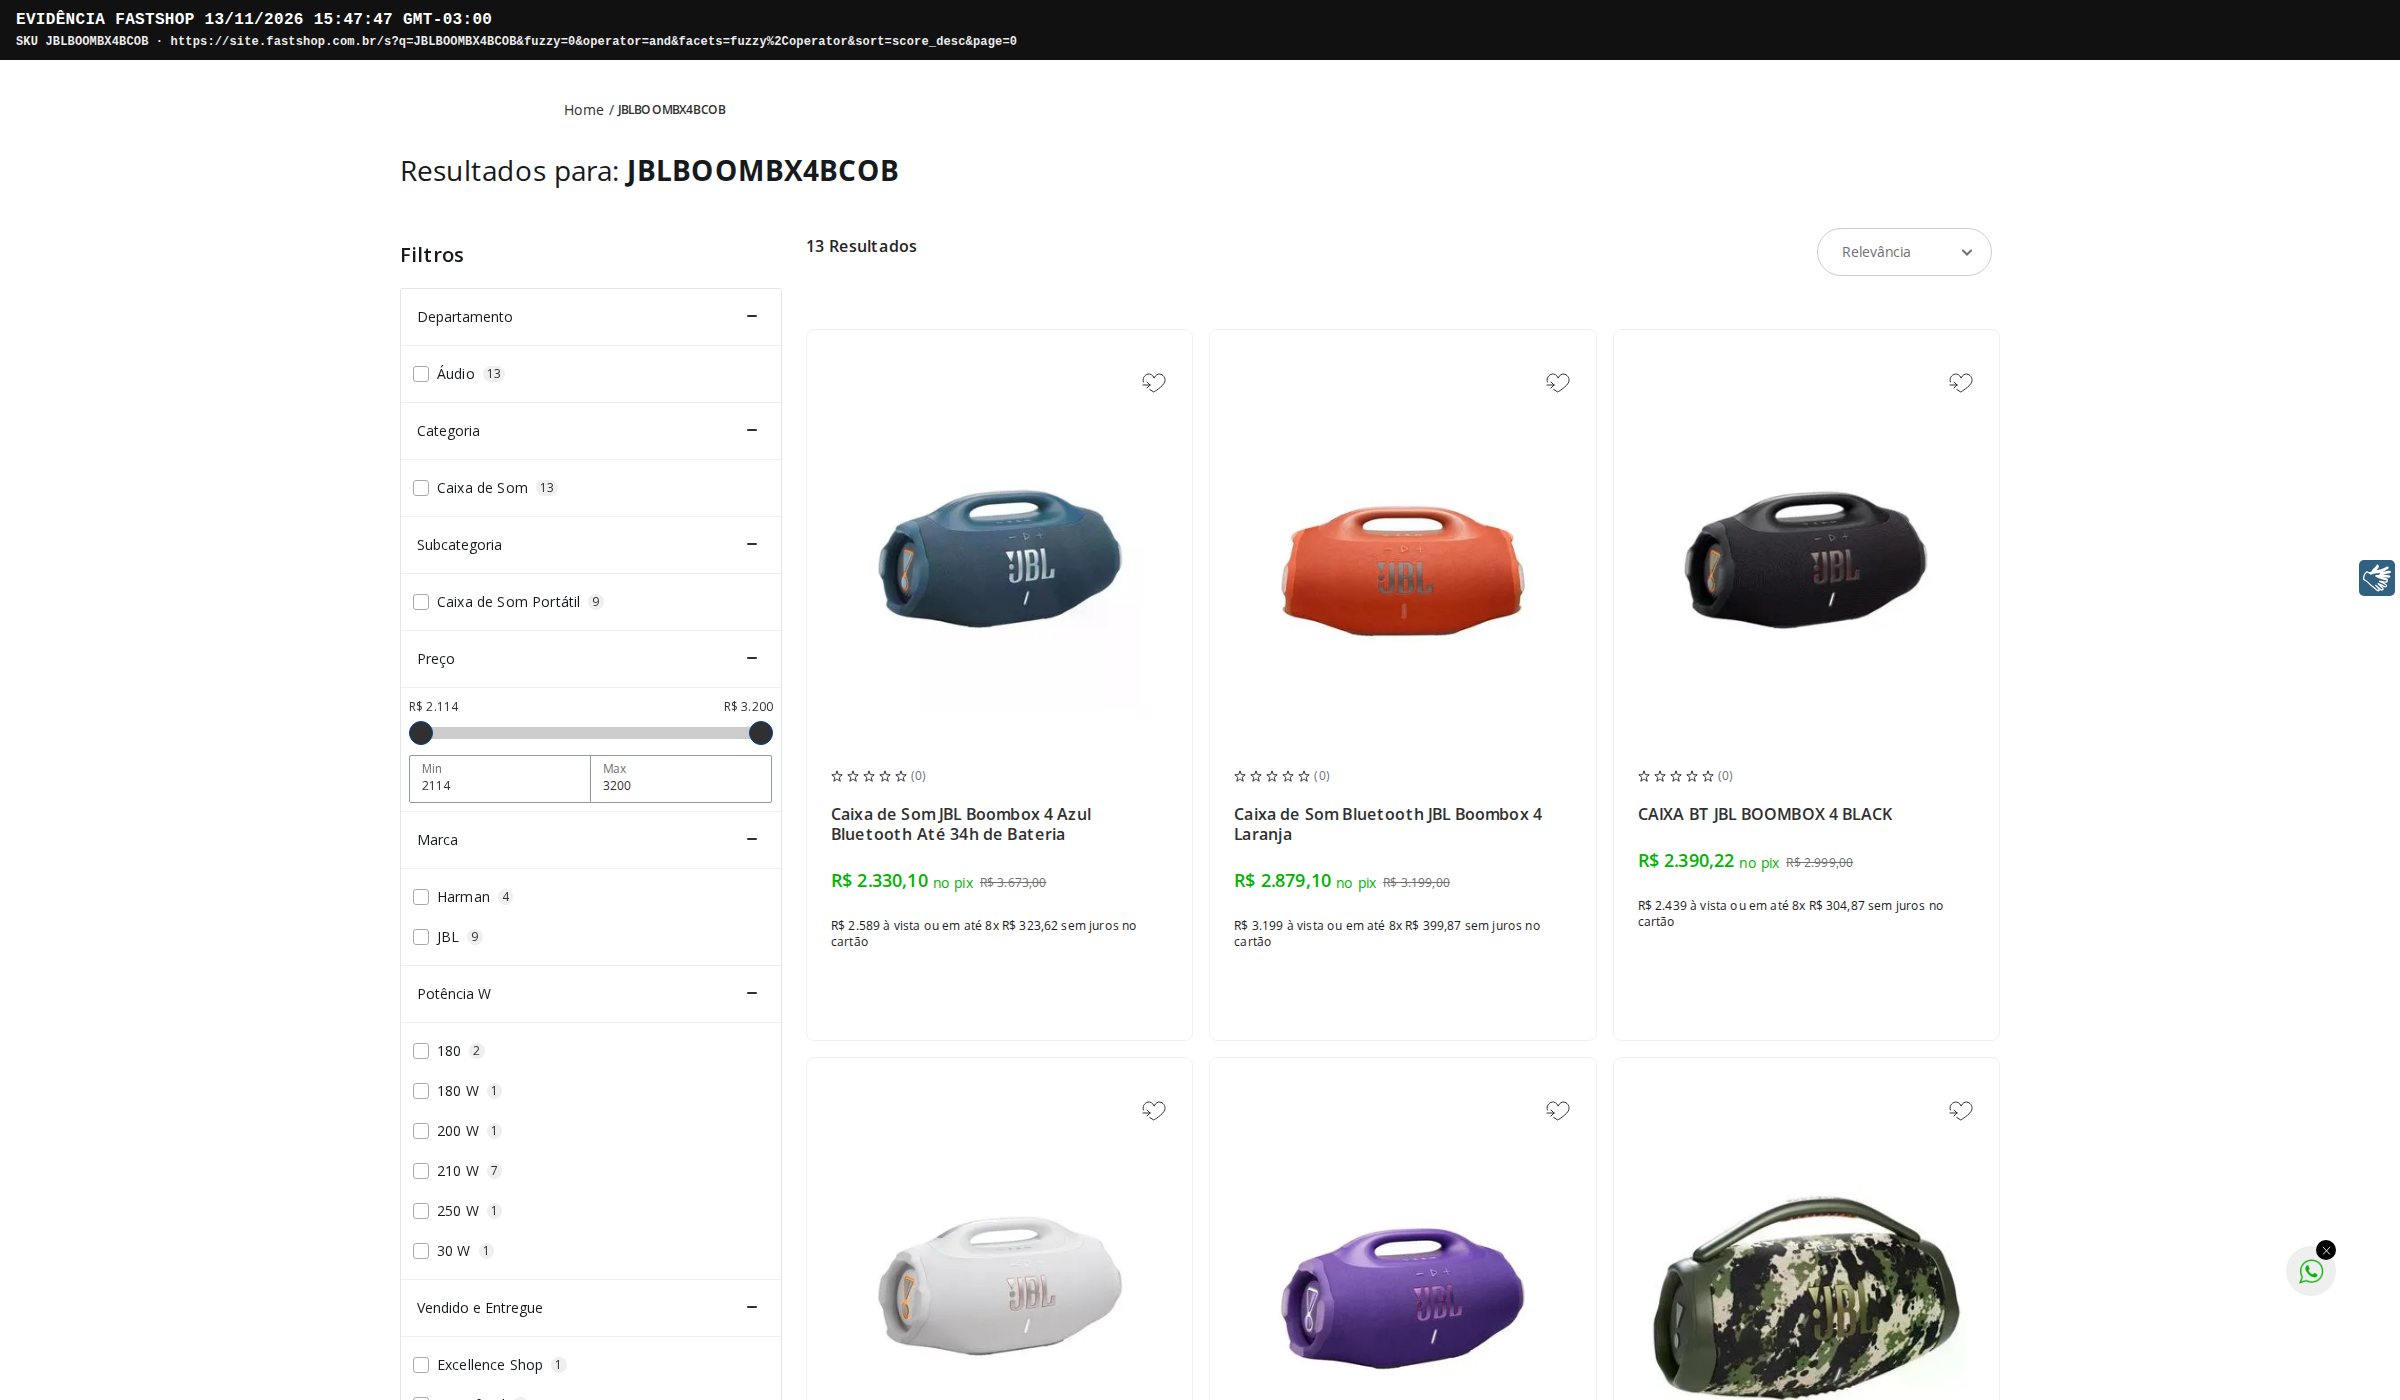 EVIDÊNCIA FASTSHOP 13/11/2026 15:47:47 GMT-03:00
SKU JBLBOOMBX4BCOB · https://site.fastshop.com.br/s?q=JBLBOOMBX4BCOB&fuzzy=0&operator=and&facets=fuzzy%2Coperator&sort=score_desc&page=0
Home / JBLBOOMBX4BCOB
Resultados para: JBLBOOMBX4BCOB
Filtros
13 Resultados
Relevância
Departamento
Áudio 13
Categoria
Caixa de Som 13
Subcategoria
Caixa de Som Portátil 9
Preço
R$ 2.114 R$ 3.200
Min Max
2114 3200
Marca
Harman 4
JBL 9
Potência W
180 2
180 W 1
200 W 1
210 W 7
250 W 1
30 W 1
Vendido e Entregue
Excellence Shop 1
JBL
(0)
Caixa de Som JBL Boombox 4 Azul
Bluetooth Até 34h de Bateria
R$ 2.330,10 no pix R$ 3.673,00
R$ 2.589 à vista ou em até 8x R$ 323,62 sem juros no
cartão
JBL
(0)
Caixa de Som Bluetooth JBL Boombox 4
Laranja
R$ 2.879,10 no pix R$ 3.199,00
R$ 3.199 à vista ou em até 8x R$ 399,87 sem juros no
cartão
JBL
(0)
CAIXA BT JBL BOOMBOX 4 BLACK
R$ 2.390,22 no pix R$ 2.999,00
R$ 2.439 à vista ou em até 8x R$ 304,87 sem juros no
cartão
JBL
JBL
JBL